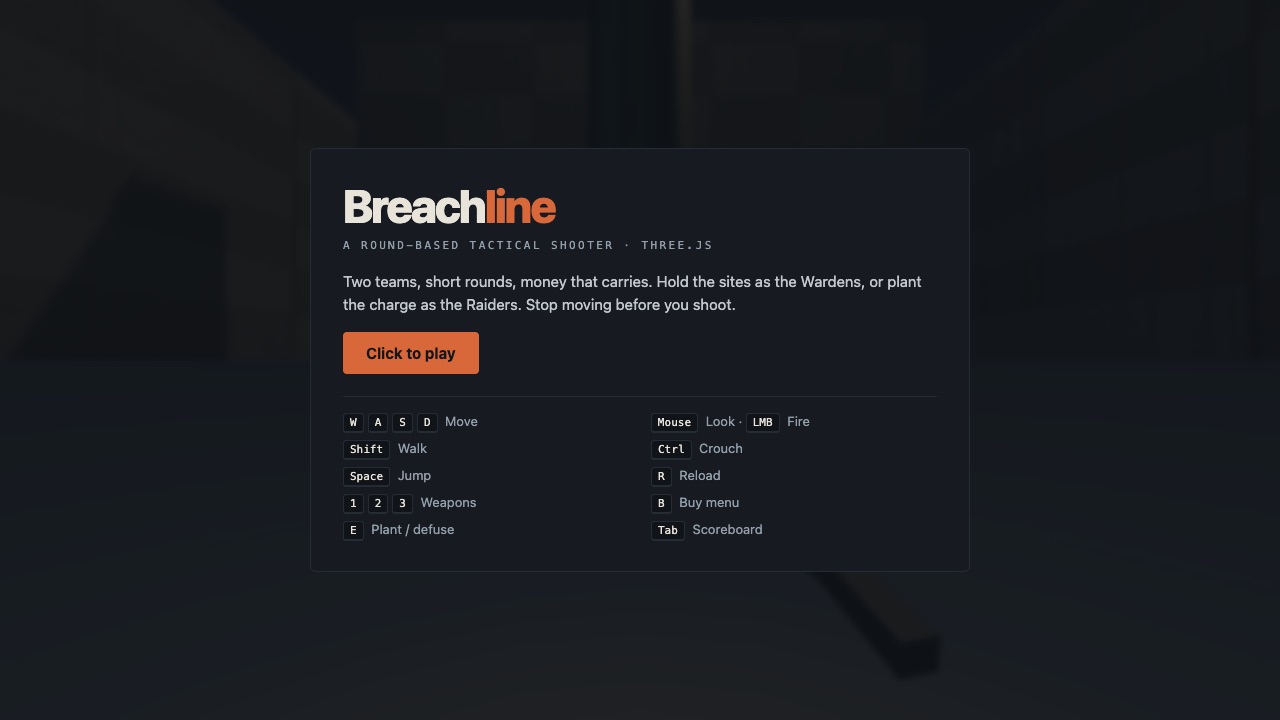 Breachline
A ROUND-BASED TACTICAL SHOOTER · THREE.JS
Two teams, short rounds, money that carries. Hold the sites as the Wardens, or plant
the charge as the Raiders. Stop moving before you shoot.
Click to play
W A S D Move
Mouse Look · LMB Fire
Shift Walk
Ctrl Crouch
Space Jump
R Reload
1 2 3 Weapons
B Buy menu
E Plant / defuse
Tab Scoreboard